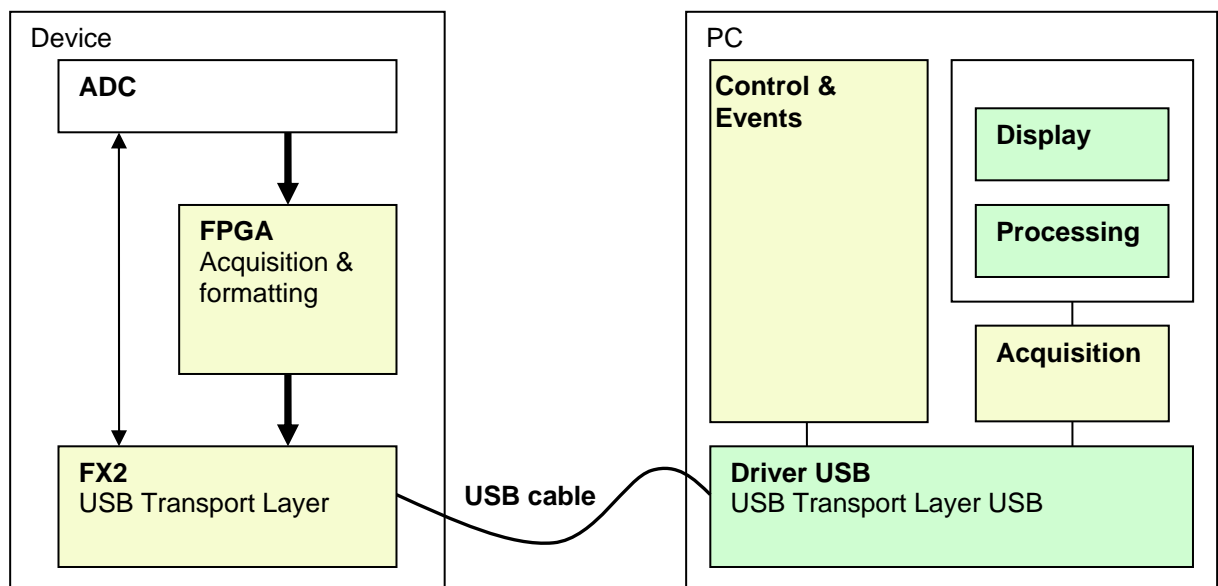 Device
ADC
FPGA
Acquisition &
formatting
FX2
USB Transport Layer
USB cable
PC
Control &
Events
Display
Processing
Acquisition
Driver USB
USB Transport Layer USB